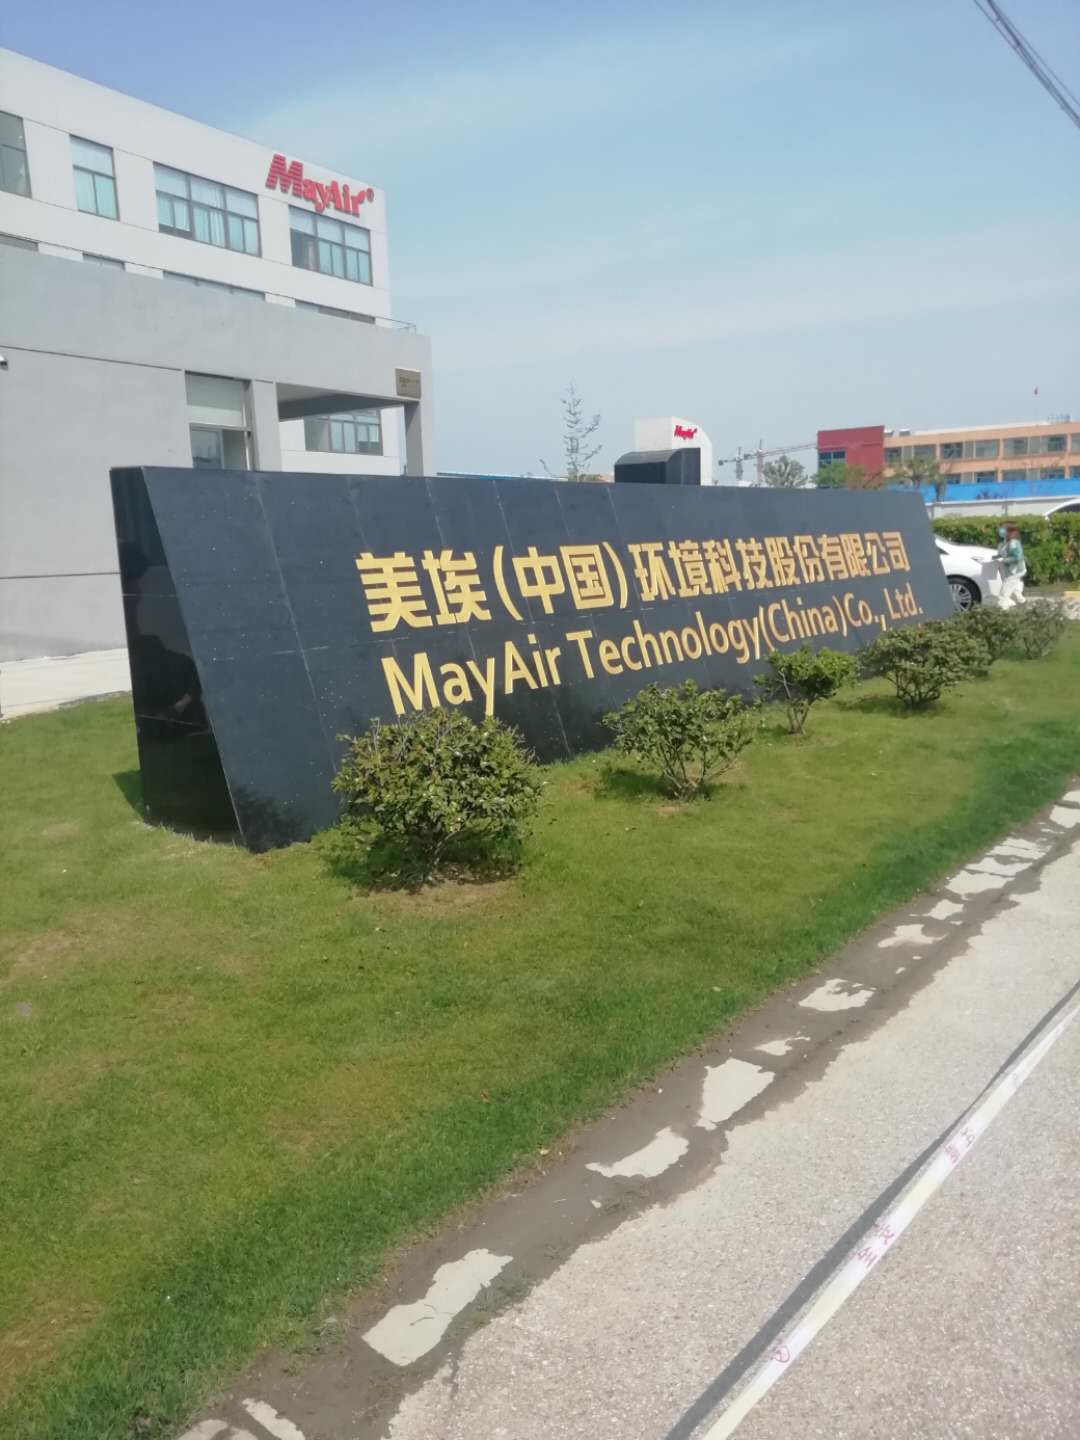 MayAir®
MayAir
美埃(中国)环境科技股份有限公司
MayAir Technology(China)Co.,Ltd.